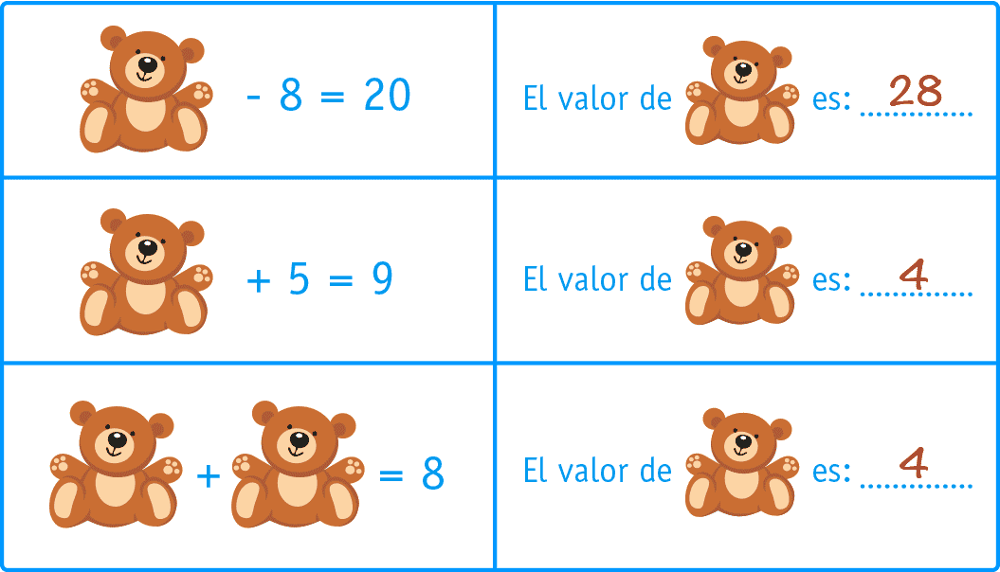 - 8 = 20
El valor de es: 28
+ 5 = 9
El valor de es: 4
+ = 8
El valor de es: 4